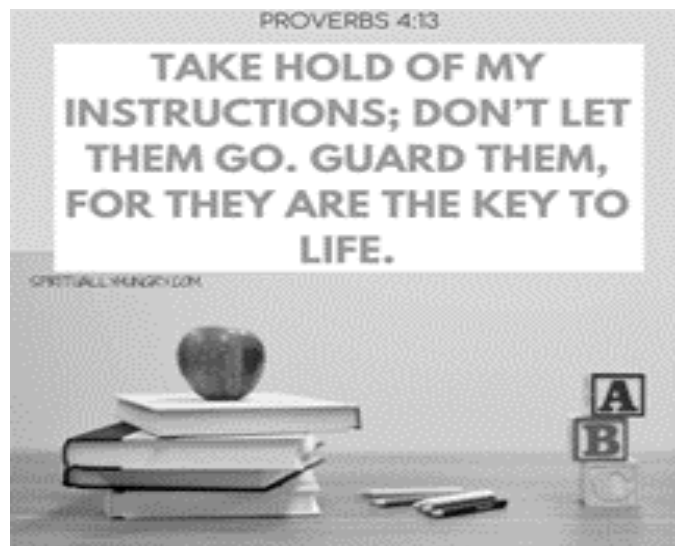 PROVERBS 4:13
TAKE HOLD OF MY
INSTRUCTIONS; DON'T LET
THEM GO. GUARD THEM,
FOR THEY ARE THE KEY TO
LIFE.
SPIRITUALLYHUNGRY.COM
A
B
C